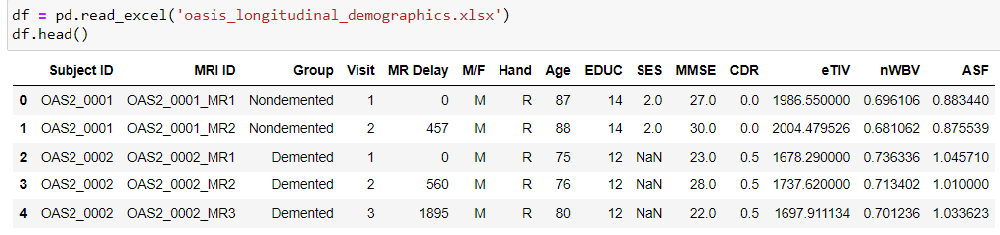 df = pd.read_excel('oasis_longitudinal_demographics.xlsx')
df.head()
Subject ID MRI ID Group Visit MR Delay M/F Hand Age EDUC SES MMSE CDR eTIV nWBV ASF
0 OAS2_0001 OAS2_0001_MR1 Nondemented 1 0 M R 87 14 2.0 27.0 0.0 1986.550000 0.696106 0.883440
1 OAS2_0001 OAS2_0001_MR2 Nondemented 2 457 M R 88 14 2.0 30.0 0.0 2004.479526 0.681062 0.875539
2 OAS2_0002 OAS2_0002_MR1 Demented 1 0 M R 75 12 NaN 23.0 0.5 1678.290000 0.736336 1.045710
3 OAS2_0002 OAS2_0002_MR2 Demented 2 560 M R 76 12 NaN 28.0 0.5 1737.620000 0.713402 1.010000
4 OAS2_0002 OAS2_0002_MR3 Demented 3 1895 M R 80 12 NaN 22.0 0.5 1697.911134 0.701236 1.033623